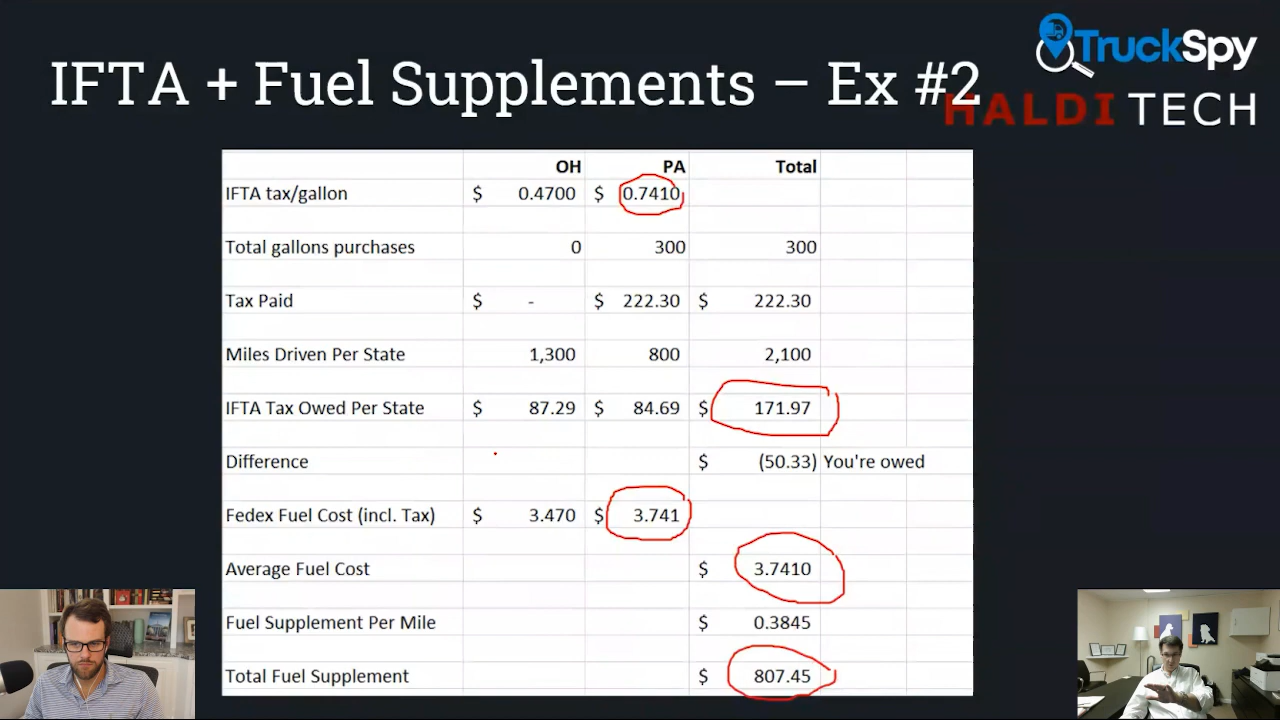 TruckSpy
IFTA + Fuel Supplements – Ex #2
HALDI TECH
OH PA Total
IFTA tax/gallon $ 0.4700 $ 0.7410
Total gallons purchases 0 300 300
Tax Paid $ - $ 222.30 $ 222.30
Miles Driven Per State 1,300 800 2,100
IFTA Tax Owed Per State $ 87.29 $ 84.69 $ 171.97
Difference $ (50.33) You're owed
Fedex Fuel Cost (incl. Tax) $ 3.470 $ 3.741
Average Fuel Cost $ 3.7410
Fuel Supplement Per Mile $ 0.3845
Total Fuel Supplement $ 807.45